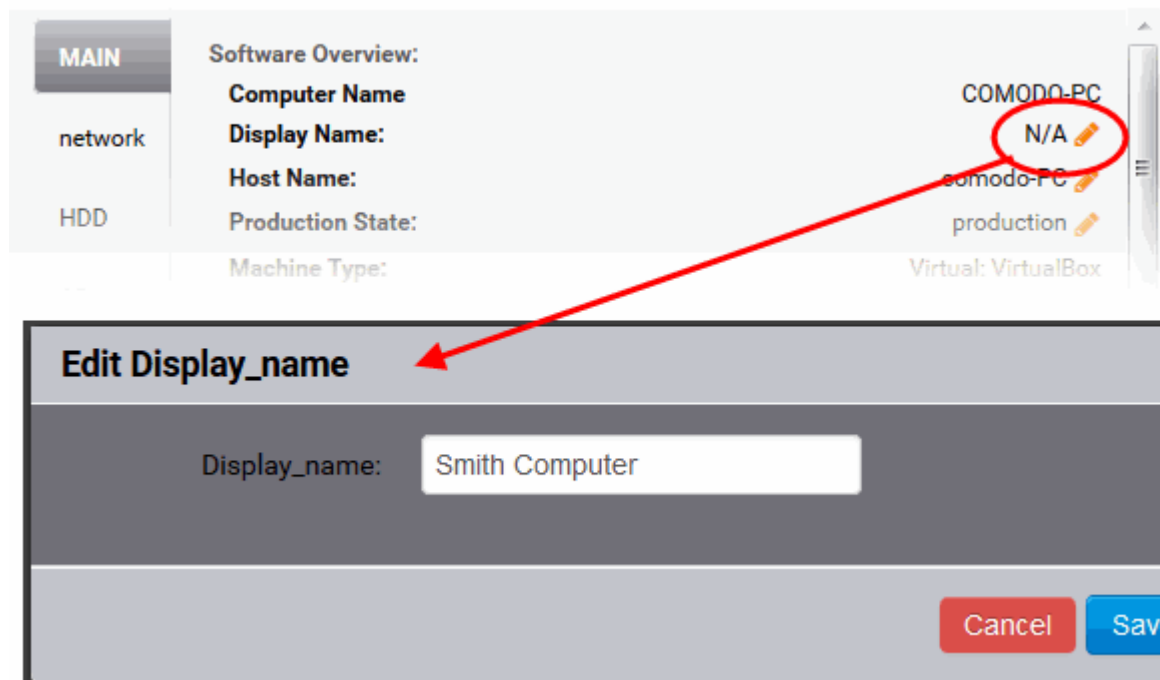 MAIN
network
HDD
Software Overview:
Computer Name COMODO-PC
Display Name: N/A
Host Name: comodo-PC
Production State: production
Machine Type: Virtual: VirtualBox
Edit Display_name
Display_name: Smith Computer
Cancel Sav